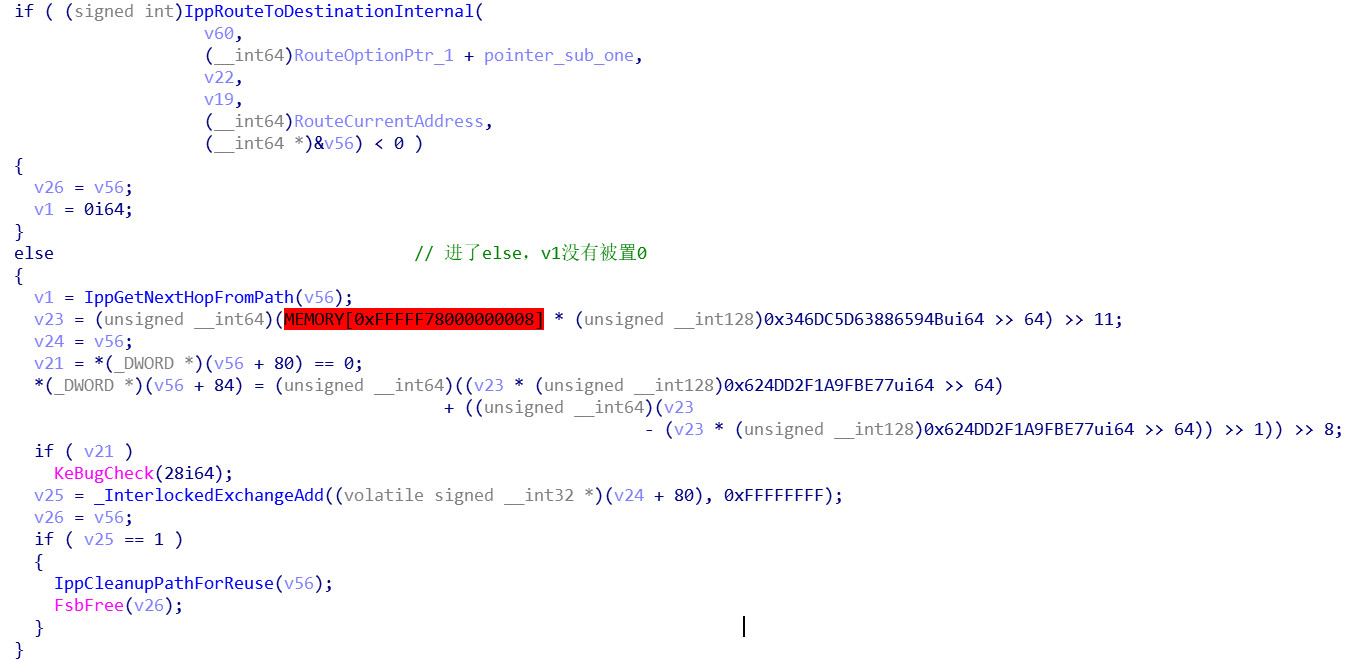 if ( (signed int)IppRouteToDestinationInternal(
v60,
(__int64)RouteOptionPtr_1 + pointer_sub_one,
v22,
v19,
(__int64)RouteCurrentAddress,
(__int64 *)&v56) < 0 )
{
v26 = v56;
v1 = 0i64;
}
else // 进了else，v1没有被置0
{
v1 = IppGetNextHopFromPath(v56);
v23 = (unsigned __int64)(MEMORY[0xFFFFF78000000008] * (unsigned __int128)0x346DC5D63886594Bui64 >> 64) >> 11;
v24 = v56;
v21 = *(_DWORD *)(v56 + 80) == 0;
*(_DWORD *)(v56 + 84) = (unsigned __int64)((v23 * (unsigned __int128)0x624DD2F1A9FBE77ui64 >> 64)
+ ((unsigned __int64)(v23
- (v23 * (unsigned __int128)0x624DD2F1A9FBE77ui64 >> 64)) >> 1)) >> 8;
if ( v21 )
KeBugCheck(28i64);
v25 = _InterlockedExchangeAdd((volatile signed __int32 *)(v24 + 80), 0xFFFFFFFF);
v26 = v56;
if ( v25 == 1 )
{
IppCleanupPathForReuse(v56);
FsbFree(v26);
}
}